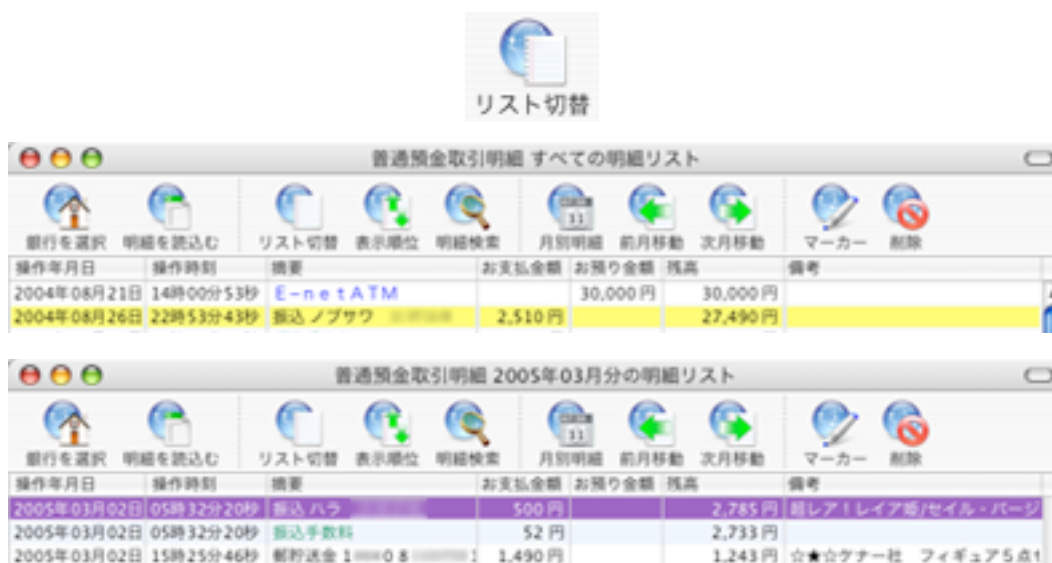 リスト切替
普通預金取引明細 すべての明細リスト
銀行を選択 明細を読込む リスト切替 表示順位 明細検索 月別明細 前月移動 次月移動 マーカー 削除
操作年月日 操作時刻 摘要 お支払金額 お預り金額 残高 備考
2004年08月21日 14時00分53秒 E−netATM 30,000円 30,000円
2004年08月26日 22時53分43秒 振込 ノブサワ 2,510円 27,490円
普通預金取引明細 2005年03月分の明細リスト
銀行を選択 明細を読込む リスト切替 表示順位 明細検索 月別明細 前月移動 次月移動 マーカー 削除
操作年月日 操作時刻 摘要 お支払金額 お預り金額 残高 備考
2005年03月02日 05時32分20秒 振込 ハラ 500円 2,785円 超レア！レイア姫/セイル・バージ
2005年03月02日 05時32分20秒 振込手数料 52円 2,733円
2005年03月02日 15時25分46秒 郵貯送金 1 0 8 1,490円 1,243円 ☆★☆ケナー社 フィギュア5点